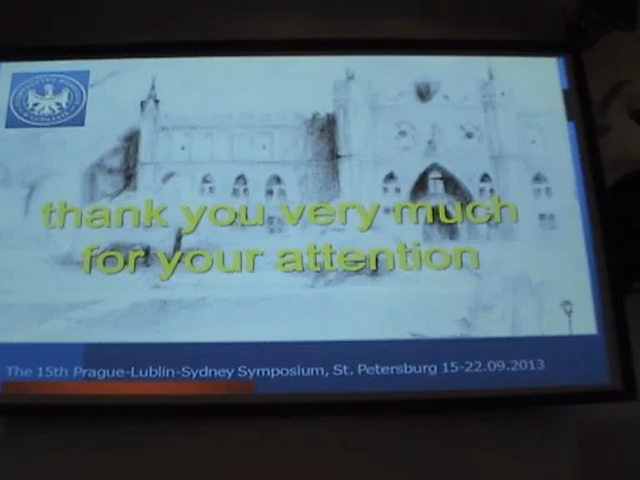 thank you very much
for your attention
The 15th Prague-Lublin-Sydney Symposium, St. Petersburg 15-22.09.2013